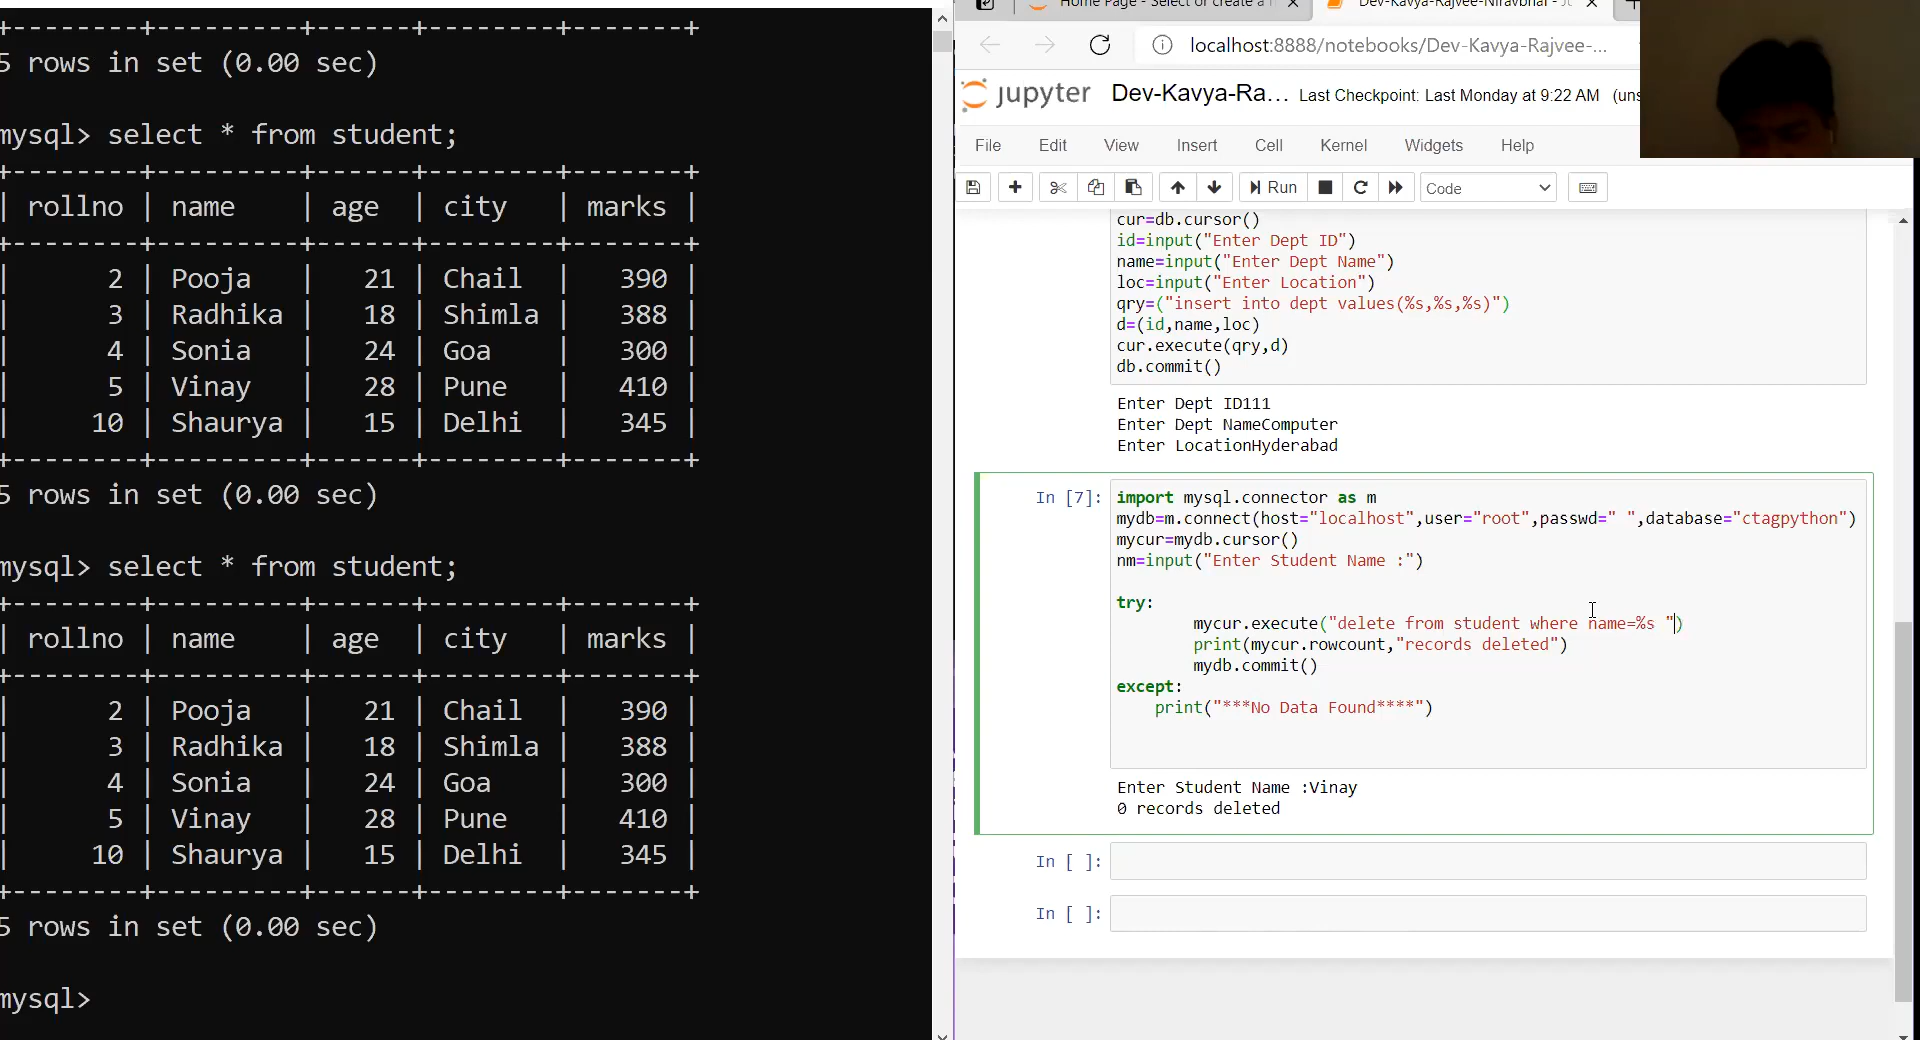 +--------+---------+------+-------+-------+
5 rows in set (0.00 sec)
mysql> select * from student;
+--------+---------+------+-------+-------+
| rollno | name | age | city | marks |
+--------+---------+------+-------+-------+
| 2 | Pooja | 21 | Chail | 390 |
| 3 | Radhika | 18 | Shimla | 388 |
| 4 | Sonia | 24 | Goa | 300 |
| 5 | Vinay | 28 | Pune | 410 |
| 10 | Shaurya | 15 | Delhi | 345 |
+--------+---------+------+-------+-------+
5 rows in set (0.00 sec)
mysql> select * from student;
+--------+---------+------+-------+-------+
| rollno | name | age | city | marks |
+--------+---------+------+-------+-------+
| 2 | Pooja | 21 | Chail | 390 |
| 3 | Radhika | 18 | Shimla | 388 |
| 4 | Sonia | 24 | Goa | 300 |
| 5 | Vinay | 28 | Pune | 410 |
| 10 | Shaurya | 15 | Delhi | 345 |
+--------+---------+------+-------+-------+
5 rows in set (0.00 sec)
mysql>
Home Page - Select or create a
Dev-Kavya-Rajvee-Niravbhai -
localhost:8888/notebooks/Dev-Kavya-Rajvee-...
jupyter Dev-Kavya-Ra... Last Checkpoint: Last Monday at 9:22 AM (uns
File Edit View Insert Cell Kernel Widgets Help
Run Code
cur=db.cursor()
id=input("Enter Dept ID")
name=input("Enter Dept Name")
loc=input("Enter Location")
qry=("insert into dept values(%s,%s,%s)")
d=(id,name,loc)
cur.execute(qry,d)
db.commit()
Enter Dept ID111
Enter Dept NameComputer
Enter LocationHyderabad
In [7]:
import mysql.connector as m
mydb=m.connect(host="localhost",user="root",passwd=" ",database="ctagpython")
mycur=mydb.cursor()
nm=input("Enter Student Name :")
try:
mycur.execute("delete from student where name=%s ")
print(mycur.rowcount,"records deleted")
mydb.commit()
except:
print("***No Data Found****")
Enter Student Name :Vinay
0 records deleted
In [ ]:
In [ ]: